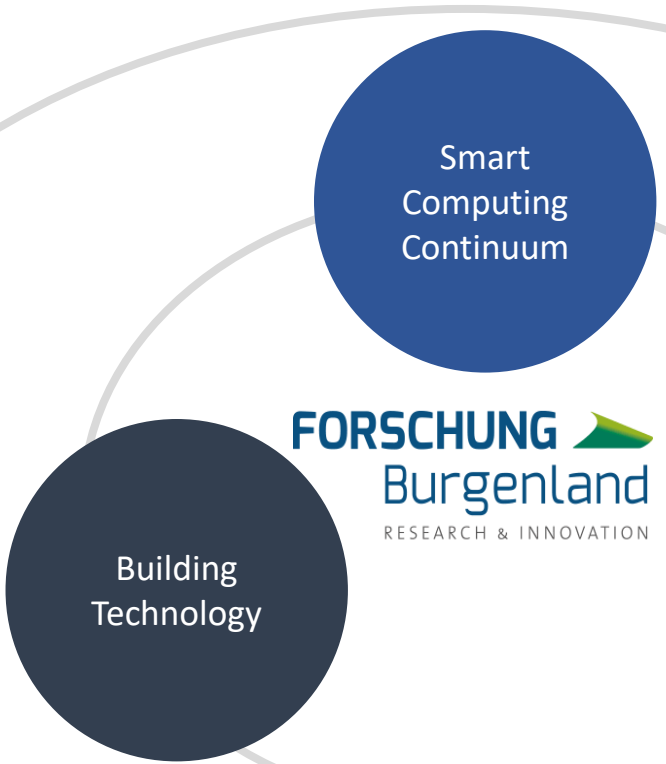 Smart
Computing
Continuum
FORSCHUNG
Burgenland
RESEARCH & INNOVATION
Building
Technology